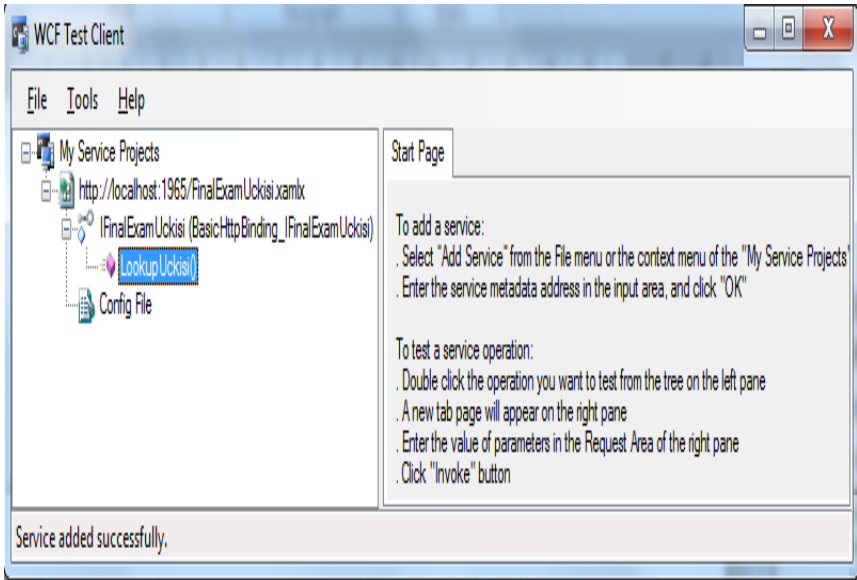 WCF Test Client
File Tools Help
My Service Projects
http://localhost:1965/FinalExamUckisi.xamlx
IFinalExamUckisi (BasicHttpBinding_IFinalExamUckisi)
LookupUckisi()
Config File
Start Page
To add a service:
. Select "Add Service" from the File menu or the context menu of the "My Service Projects"
. Enter the service metadata address in the input area, and click "OK"
To test a service operation:
. Double click the operation you want to test from the tree on the left pane
. A new tab page will appear on the right pane
. Enter the value of parameters in the Request Area of the right pane
. Click "Invoke" button
Service added successfully.